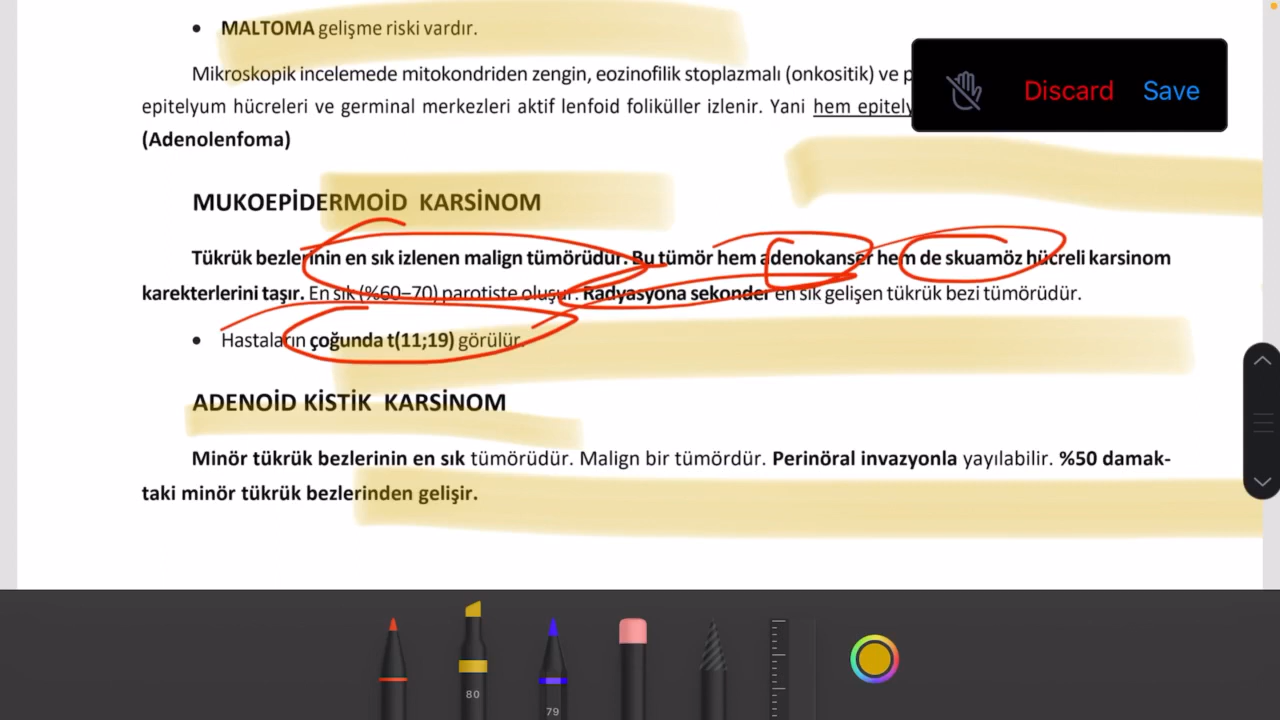 • MALTOMA gelişme riski vardır.
Mikroskopik incelemede mitokondriden zengin, eozinofilik stoplazmalı (onkositik) ve
epitelyum hücreleri ve germinal merkezleri aktif lenfoid foliküller izlenir. Yani hem
(Adenolenfoma)
Discard Save
MUKOEPİDERMOİD KARSİNOM
Tükrük bezlerinin en sık izlenen malign tümörüdür. Bu tümör hem adenokanser hem de skuamöz hücreli karsinom
karekterlerini taşır. En sık (%60–70) parotiste oluşur. Radyasyona sekonder en sık gelişen tükrük bezi tümörüdür.
• Hastaların çoğunda t(11;19) görülür.
ADENOİD KİSTİK KARSİNOM
Minör tükrük bezlerinin en sık tümörüdür. Malign bir tümördür. Perinöral invazyonla yayılabilir. %50 damak-
taki minör tükrük bezlerinden gelişir.
80
79